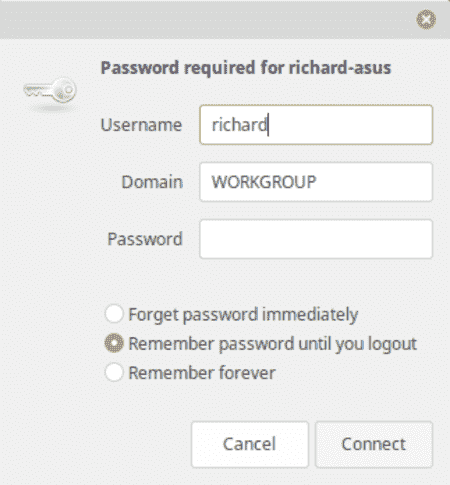 Password required for richard-asus
Username richard
Domain WORKGROUP
Password
Forget password immediately
Remember password until you logout
Remember forever
Cancel Connect